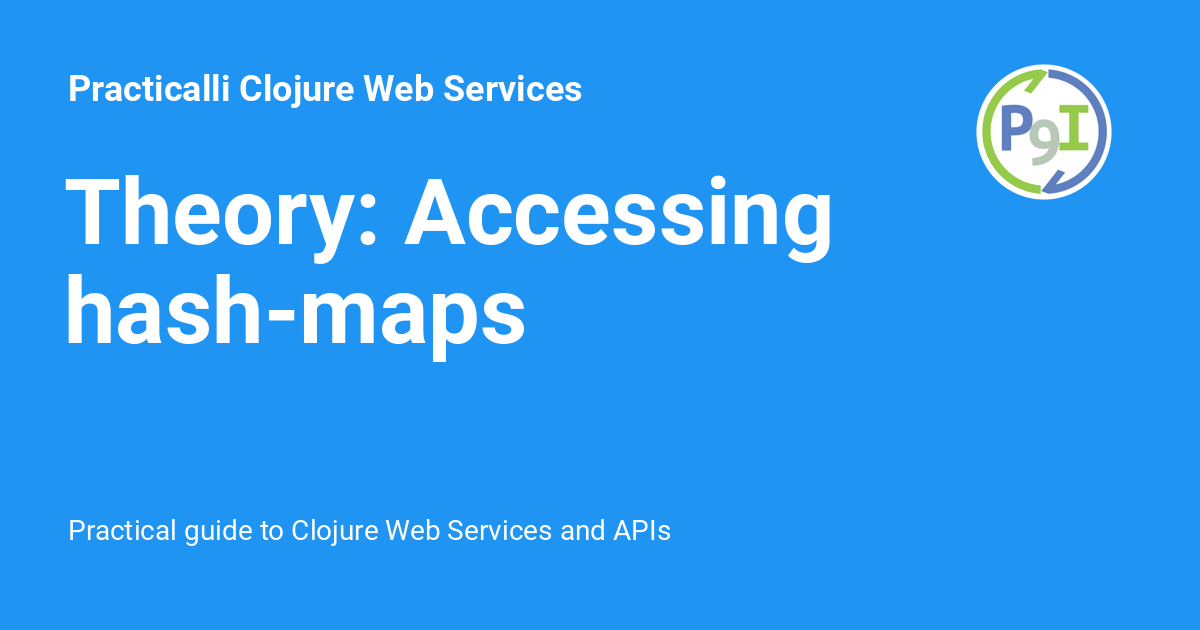 Practicalli Clojure Web Services
P9I
Theory: Accessing
hash-maps
Practical guide to Clojure Web Services and APIs